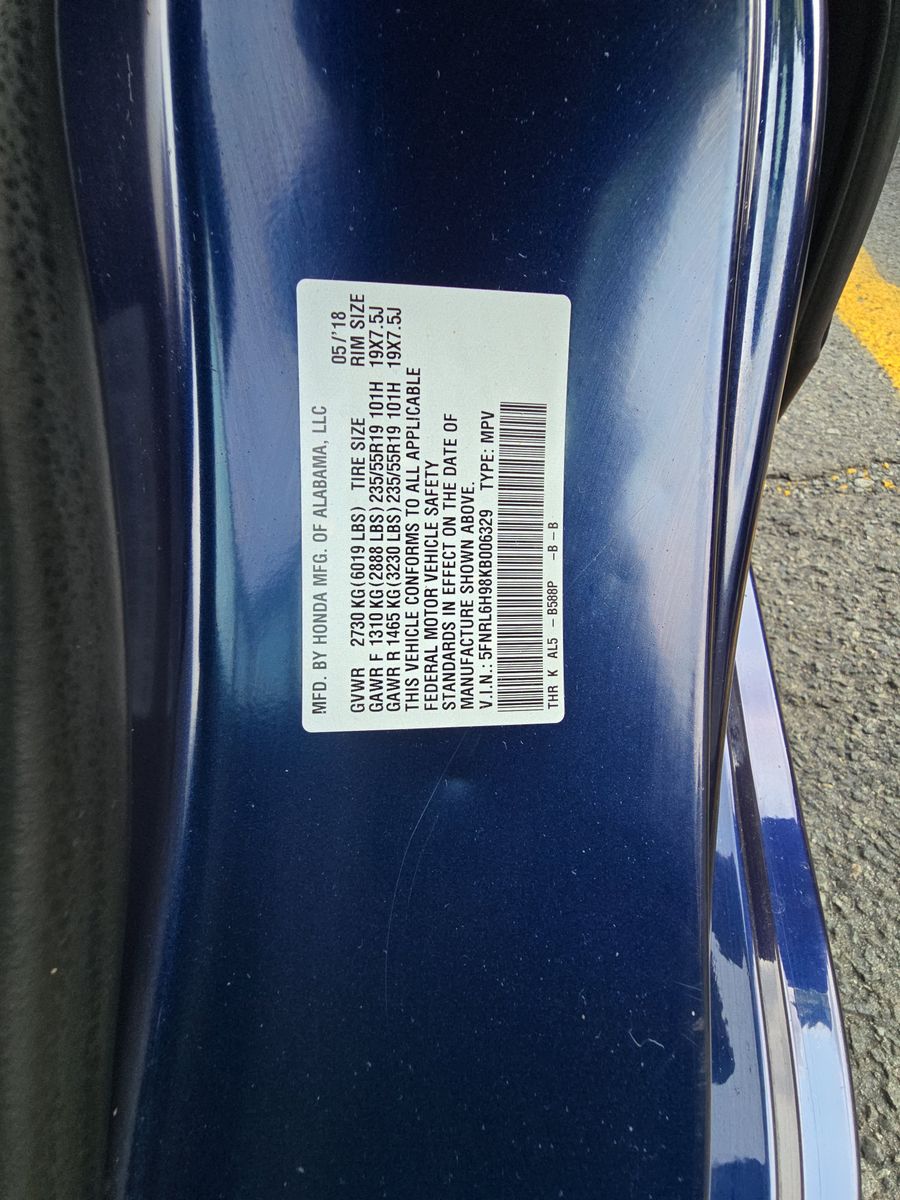 MFD. BY HONDA MFG. OF ALABAMA, LLC 05/'18
GVWR 2730 KG(6019 LBS) TIRE SIZE RIM SIZE
GAWR F 1310 KG(2888 LBS)235/55R19 101H 19X7.5J
GAWR R 1465 KG(3230 LBS)235/55R19 101H 19X7.5J
THIS VEHICLE CONFORMS TO ALL APPLICABLE
FEDERAL MOTOR VEHICLE SAFETY
STANDARDS IN EFFECT ON THE DATE OF
MANUFACTURE SHOWN ABOVE.
V.I.N.: 5FNRL6H98KB006329 TYPE: MPV
THR K AL5 - B588P -B-B